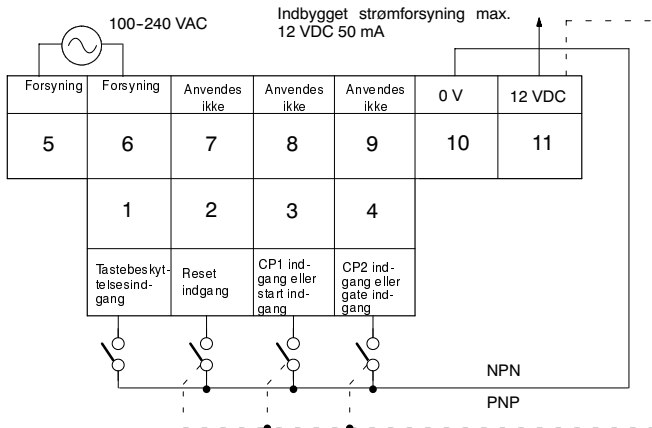 100-240 VAC
Indbygget strømforsyning max.
12 VDC 50 mA
Forsyning
Forsyning
Anvendes
ikke
Anvendes
ikke
Anvendes
ikke
0 V
12 VDC
5
6
7
8
9
10
11
1
2
3
4
Tastebeskyt-
telsesind-
gang
Reset
indgang
CP1 ind-
gang eller
start ind-
gang
CP2 ind-
gang eller
gate ind-
gang
NPN
PNP